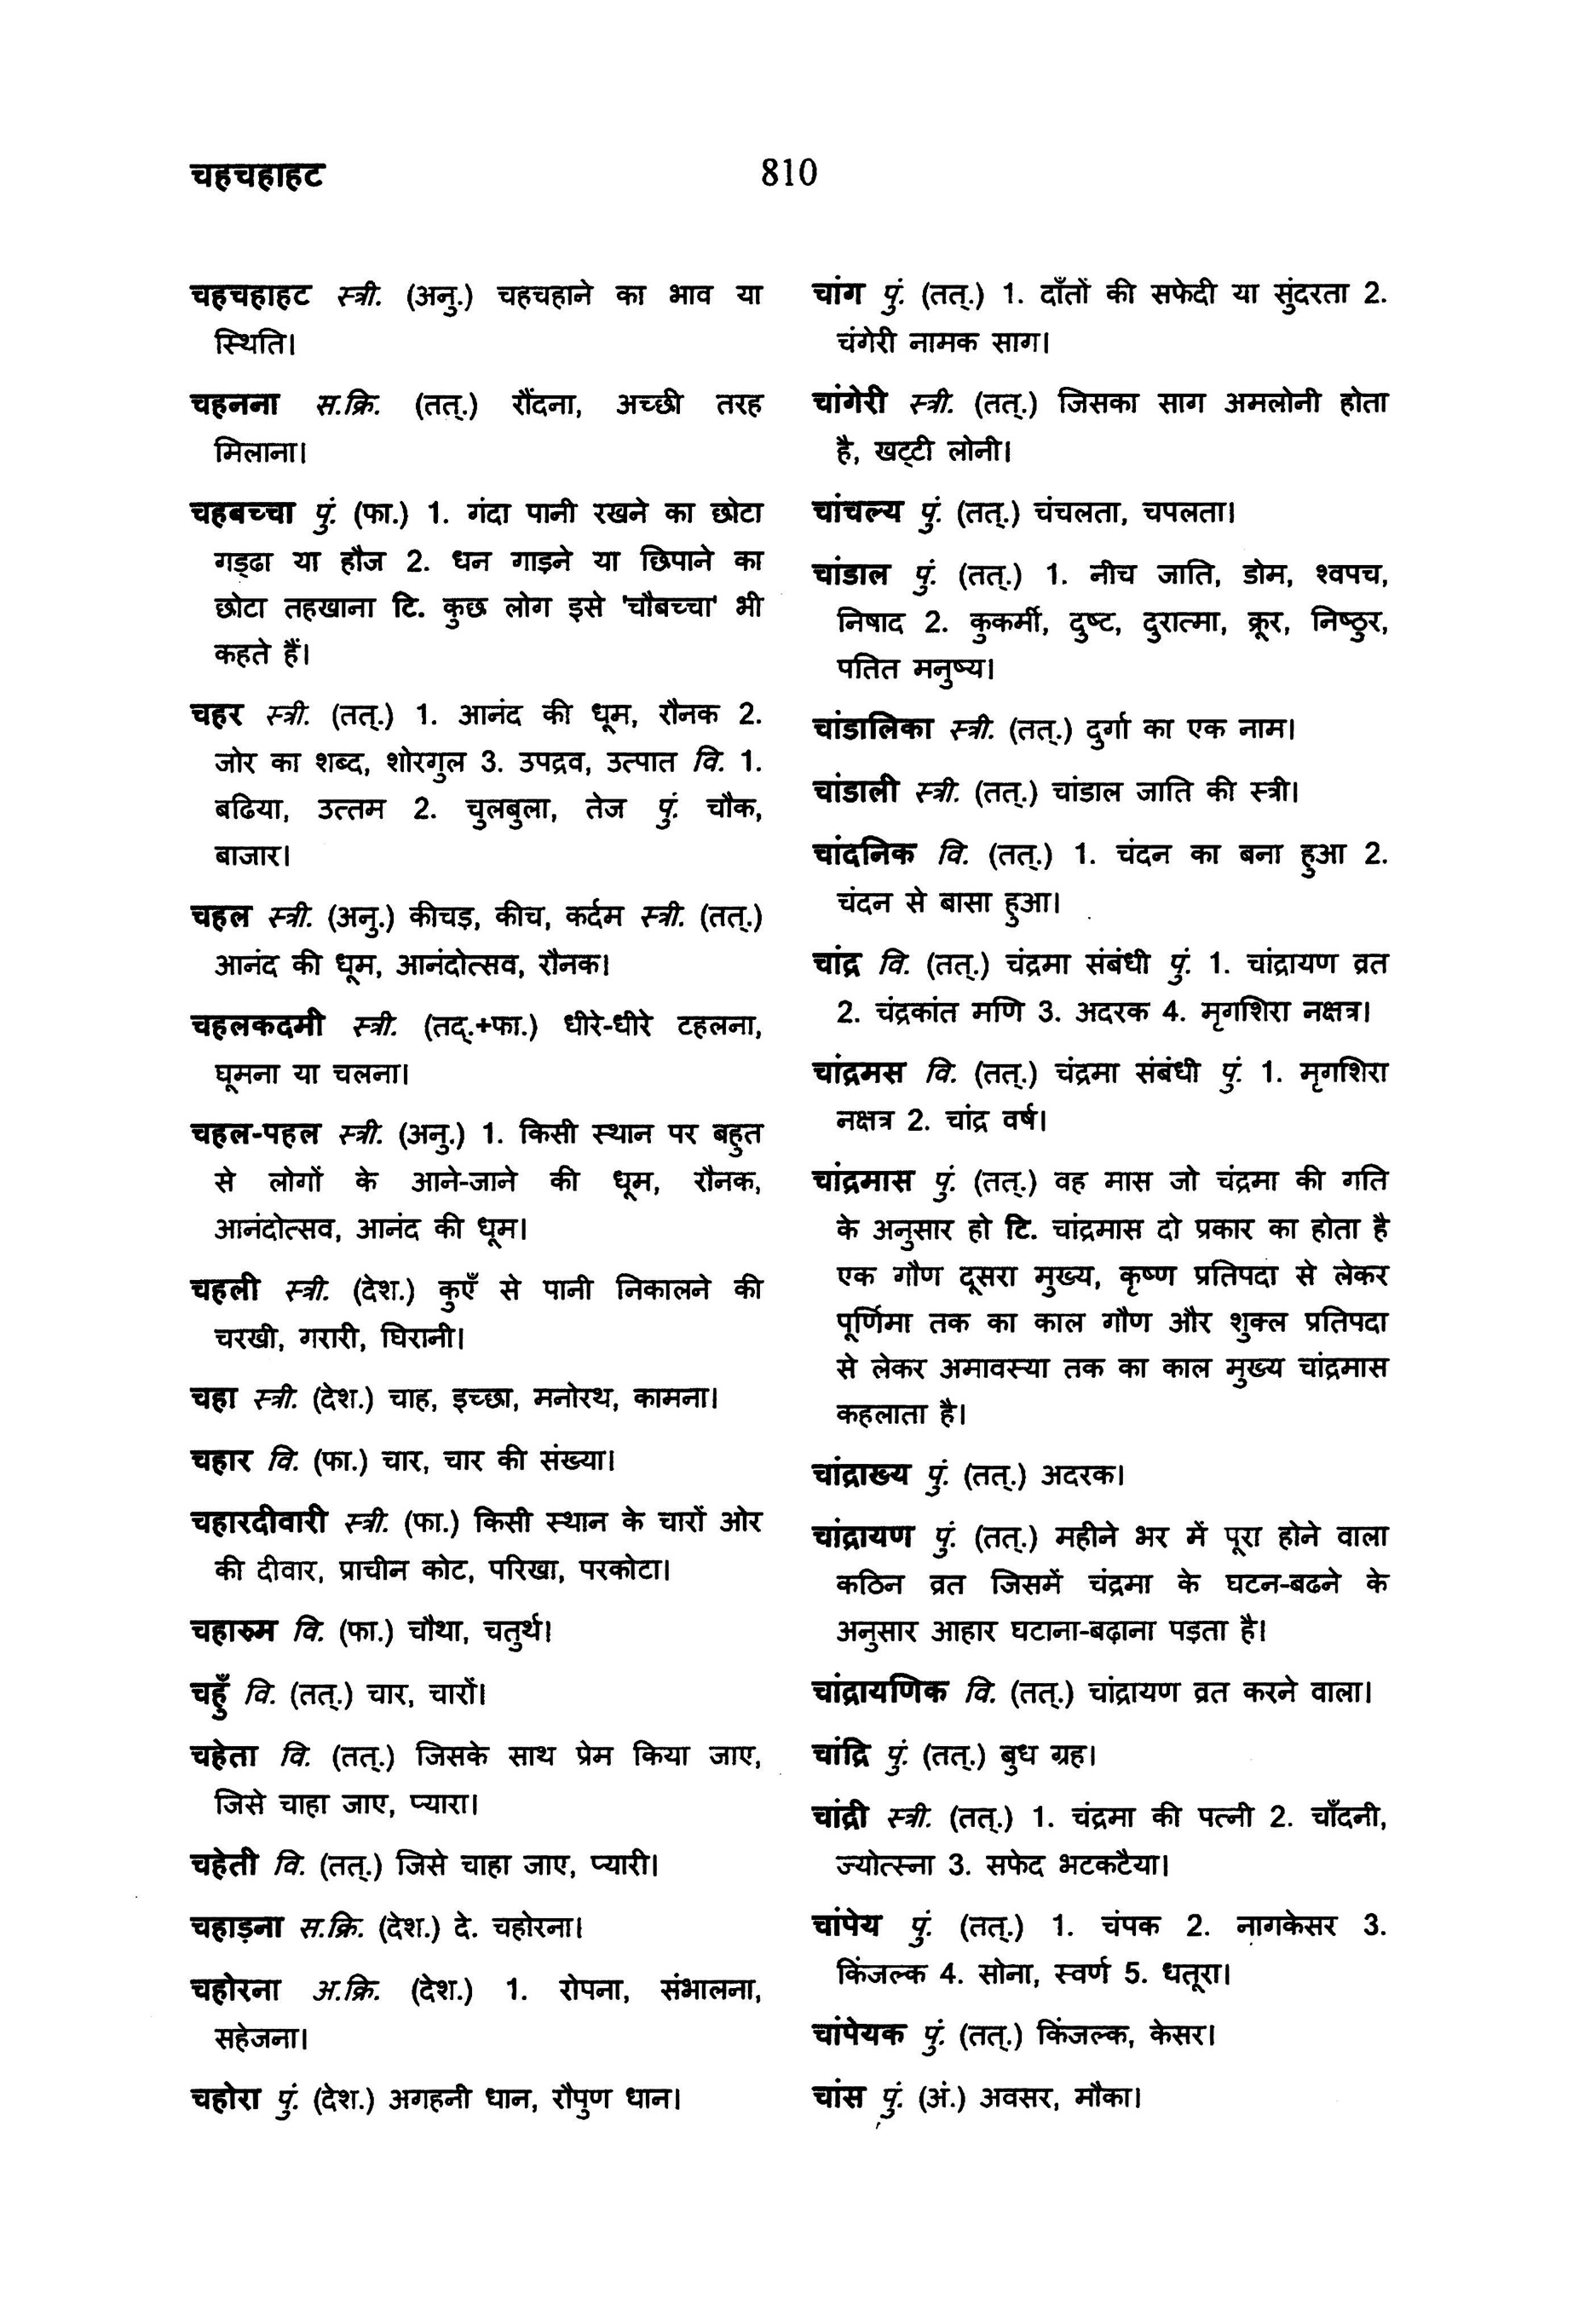 चहचहाहट
810
चहचहाहट स्त्री. (अनु.) चहचहाने का भाव या
स्थिति।
चहनना स.क्रि. (तत्.) रौंदना, अच्छी तरह
मिलाना।
चहबच्चा पुं. (फा.) 1. गंदा पानी रखने का छोटा
गड्ढा या हौज 2. धन गाड़ने या छिपाने का
छोटा तहखाना टि. कुछ लोग इसे 'चौबच्चा' भी
कहते हैं।
चहर स्त्री. (तत्.) 1. आनंद की धूम, रौनक 2.
जोर का शब्द, शोरगुल 3. उपद्रव, उत्पात वि. 1.
बढिया, उत्तम 2. चुलबुला, तेज पुं. चौक,
बाजार।
चहल स्त्री. (अनु.) कीचड़, कीच, कर्दम स्त्री. (तत्.)
आनंद की धूम, आनंदोत्सव, रौनक।
चहलकदमी स्त्री. (तद्.+फा.) धीरे-धीरे टहलना,
घूमना या चलना।
चहल-पहल स्त्री. (अनु.) 1. किसी स्थान पर बहुत
से लोगों के आने-जाने की धूम, रौनक,
आनंदोत्सव, आनंद की धूम।
चहली स्त्री. (देश.) कुएँ से पानी निकालने की
चरखी, गरारी, घिरानी।
चहा स्त्री. (देश.) चाह, इच्छा, मनोरथ, कामना।
चहार वि. (फा.) चार, चार की संख्या।
चहारदीवारी स्त्री. (फा.) किसी स्थान के चारों ओर
की दीवार, प्राचीन कोट, परिखा, परकोटा।
चहारुम वि. (फा.) चौथा, चतुर्थ।
चहुँ वि. (तत्.) चार, चारों।
चहेता वि. (तत्.) जिसके साथ प्रेम किया जाए,
जिसे चाहा जाए, प्यारा।
चहेती वि. (तत्.) जिसे चाहा जाए, प्यारी।
चहाड़ना स.क्रि. (देश.) दे. चहोरना।
चहोरना अ.क्रि. (देश.) 1. रोपना, संभालना,
सहेजना।
चहोरा पुं. (देश.) अगहनी धान, रौपुण धान।
चांग पुं. (तत्.) 1. दाँतों की सफेदी या सुंदरता 2.
चंगेरी नामक साग।
चांगेरी स्त्री. (तत्.) जिसका साग अमलोनी होता
है, खट्टी लोनी।
चांचल्य पुं. (तत्.) चंचलता, चपलता।
चांडाल पुं. (तत्.) 1. नीच जाति, डोम, श्वपच,
निषाद 2. कुकर्मी, दुष्ट, दुरात्मा, क्रूर, निष्ठुर,
पतित मनुष्य।
चांडालिका स्त्री. (तत्.) दुर्गा का एक नाम।
चांडाली स्त्री. (तत्.) चांडाल जाति की स्त्री।
चांदनिक वि. (तत्.) 1. चंदन का बना हुआ 2.
चंदन से बासा हुआ।
चांद्र वि. (तत्.) चंद्रमा संबंधी पुं. 1. चांद्रायण व्रत
2. चंद्रकांत मणि 3. अदरक 4. मृगशिरा नक्षत्र।
चांद्रमस वि. (तत्.) चंद्रमा संबंधी पुं. 1. मृगशिरा
नक्षत्र 2. चांद्र वर्ष।
चांद्रमास पुं. (तत्.) वह मास जो चंद्रमा की गति
के अनुसार हो टि. चांद्रमास दो प्रकार का होता है
एक गौण दूसरा मुख्य, कृष्ण प्रतिपदा से लेकर
पूर्णिमा तक का काल गौण और शुक्ल प्रतिपदा
से लेकर अमावस्या तक का काल मुख्य चांद्रमास
कहलाता है।
चांद्राख्य पुं. (तत्.) अदरक।
चांद्रायण पुं. (तत्.) महीने भर में पूरा होने वाला
कठिन व्रत जिसमें चंद्रमा के घटन-बढने के
अनुसार आहार घटाना-बढ़ाना पड़ता है।
चांद्रायणिक वि. (तत्.) चांद्रायण व्रत करने वाला।
चांद्रि पुं. (तत्.) बुध ग्रह।
चांद्री स्त्री. (तत्.) 1. चंद्रमा की पत्नी 2. चाँदनी,
ज्योत्स्ना 3. सफेद भटकटैया।
चांपेय पुं. (तत्.) 1. चंपक 2. नागकेसर 3.
किंजल्क 4. सोना, स्वर्ण 5. धतूरा।
चांपेयक पुं. (तत्.) किंजल्क, केसर।
चांस पुं. (अं.) अवसर, मौका।